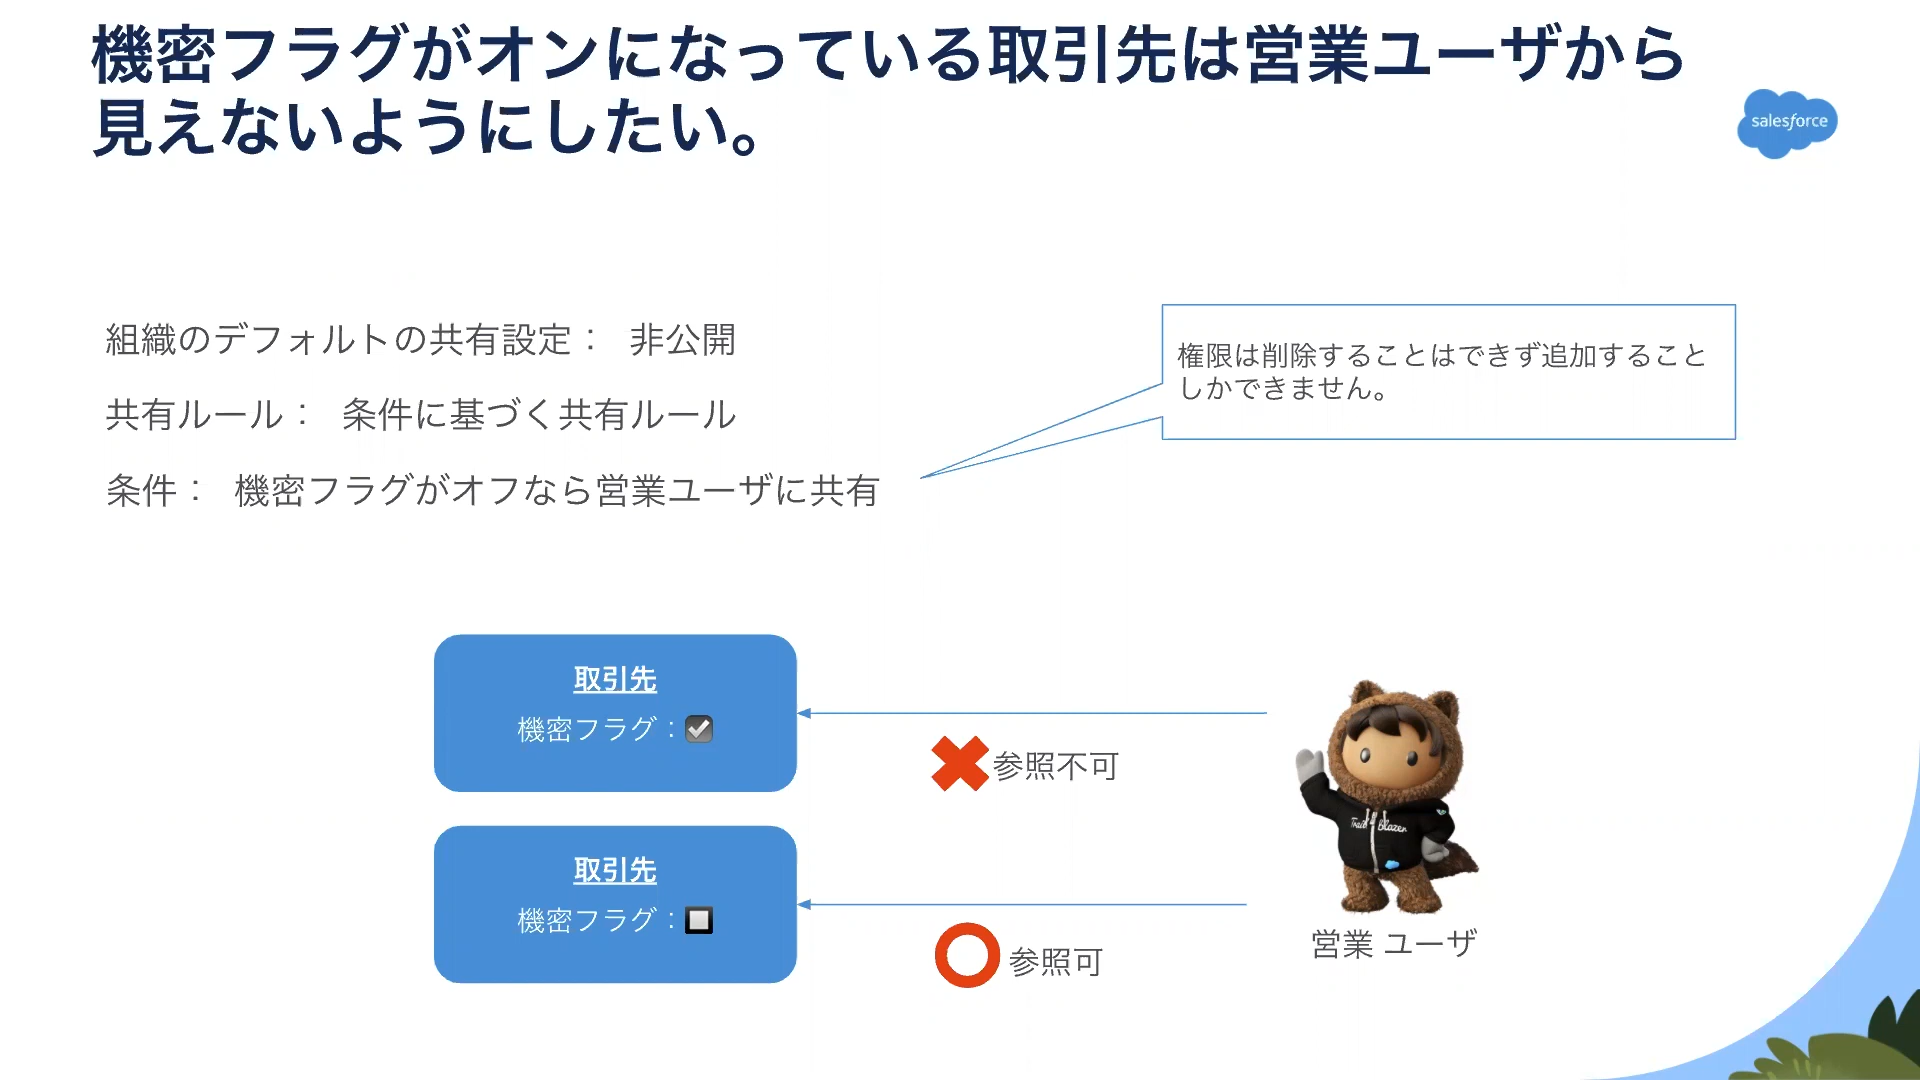 機密フラグがオンになっている取引先は営業ユーザから
見えないようにしたい。
salesforce
組織のデフォルトの共有設定： 非公開
共有ルール： 条件に基づく共有ルール
条件： 機密フラグがオフなら営業ユーザに共有
権限は削除することはできず追加すること
しかできません。
取引先
機密フラグ：☑
参照不可
取引先
機密フラグ：☐
参照可
Trailblazer
営業 ユーザ